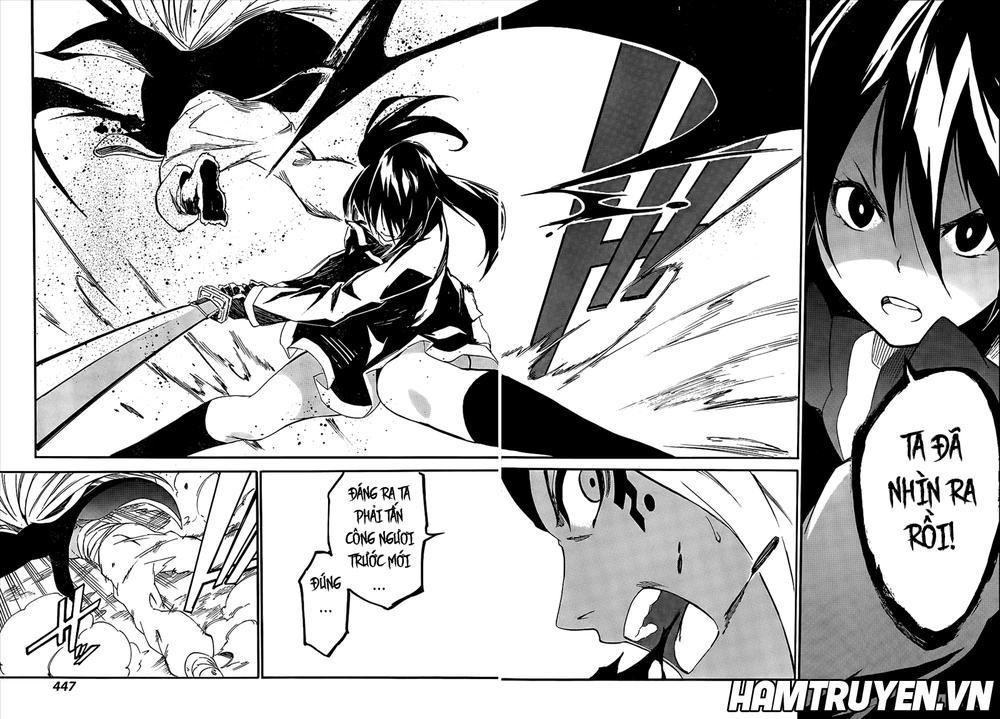 TA ĐÃ
NHÌN RA
RỒI!
ĐÁNG RA TA
PHẢI TẤN
CÔNG NGƯƠI
TRƯỚC MỚI
...
ĐÚNG
...
447
HAMTRUYEN.VN